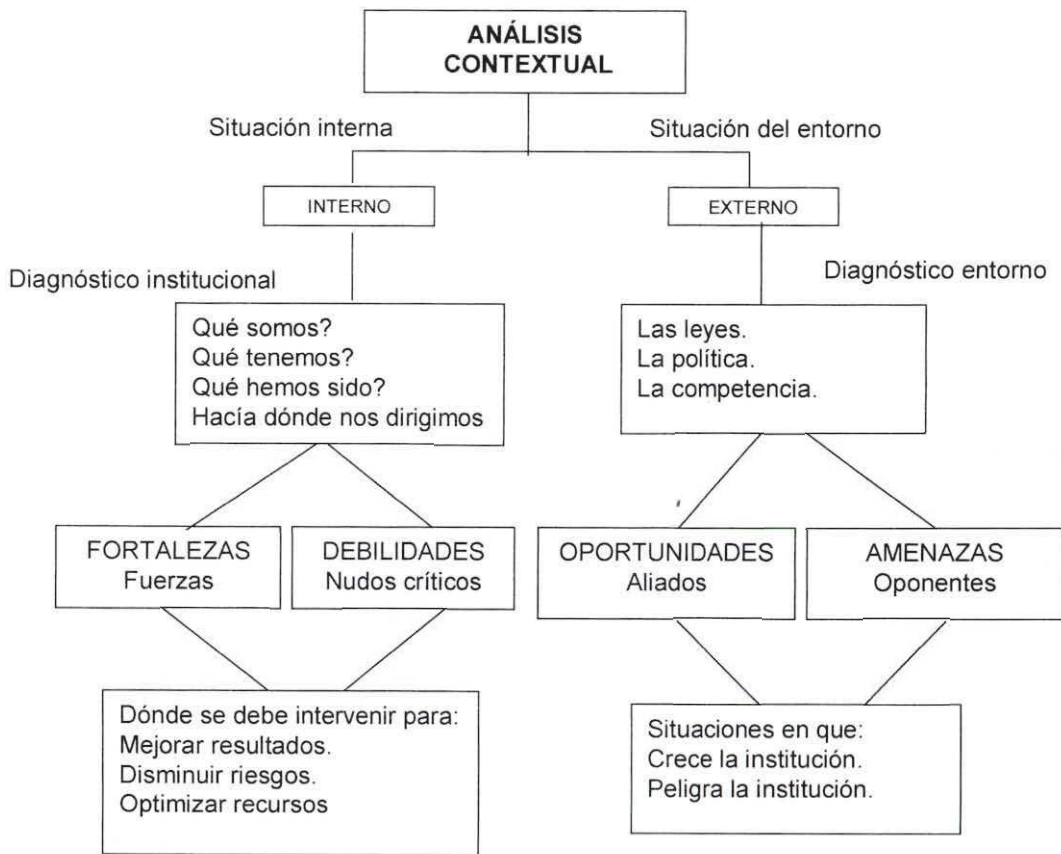 ANÁLISIS
CONTEXTUAL
Situación interna
Situación del entorno
INTERNO
EXTERNO
Diagnóstico institucional
Diagnóstico entorno
Qué somos?
Qué tenemos?
Qué hemos sido?
Hacía dónde nos dirigimos
Las leyes.
La política.
La competencia.
FORTALEZAS
Fuerzas
DEBILIDADES
Nudos críticos
OPORTUNIDADES
Aliados
AMENAZAS
Oponentes
Dónde se debe intervenir para:
Mejorar resultados.
Disminuir riesgos.
Optimizar recursos
Situaciones en que:
Crece la institución.
Peligra la institución.